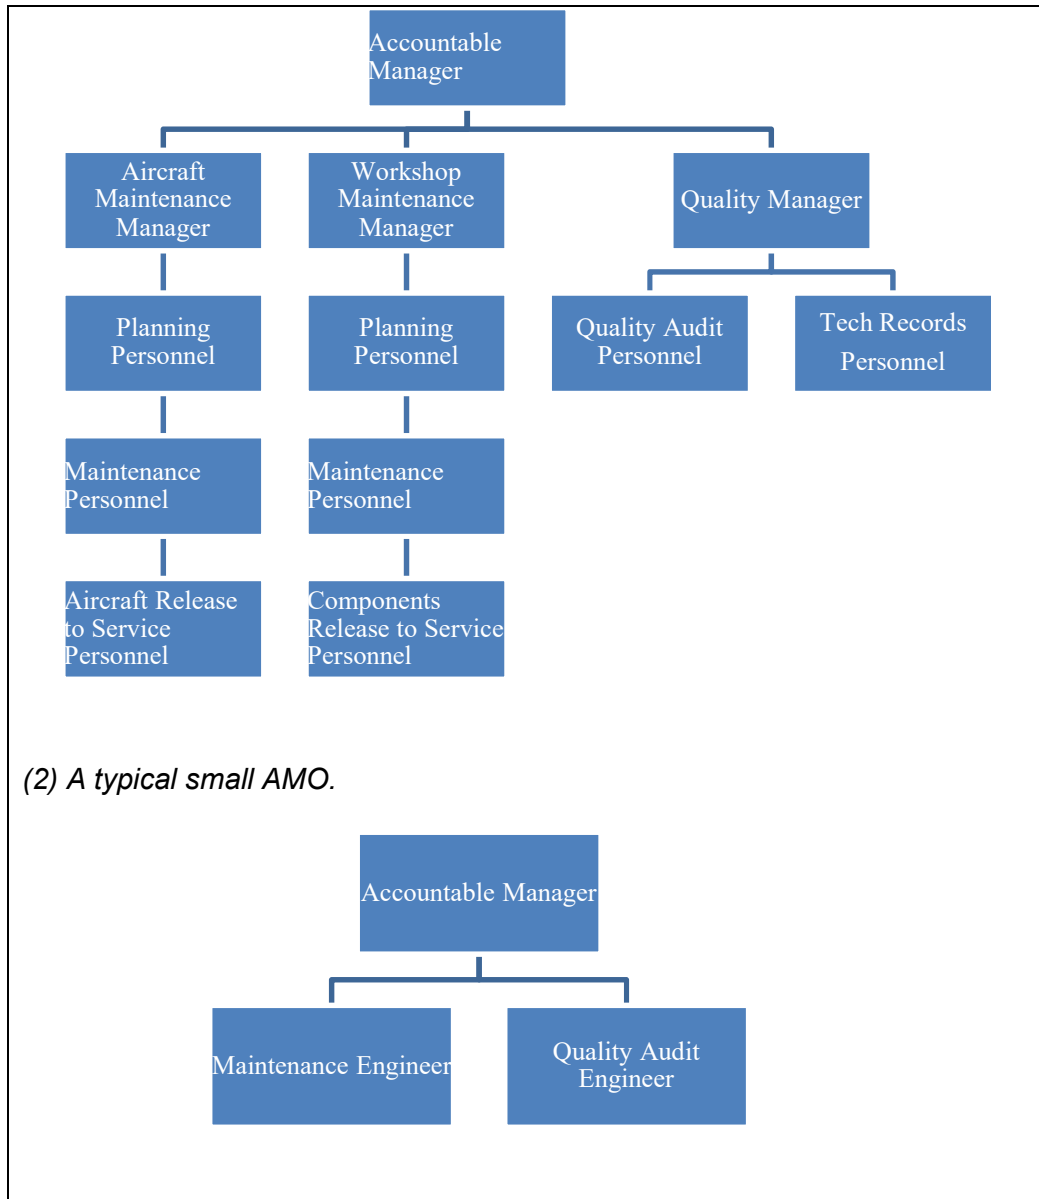 Accountable
Manager
Aircraft
Maintenance
Manager
Workshop
Maintenance
Manager
Quality Manager
Planning
Personnel
Planning
Personnel
Quality Audit
Personnel
Tech Records
Personnel
Maintenance
Personnel
Maintenance
Personnel
Aircraft Release
to Service
Personnel
Components
Release to Service
Personnel
(2) A typical small AMO.
Accountable Manager
Maintenance Engineer
Quality Audit
Engineer